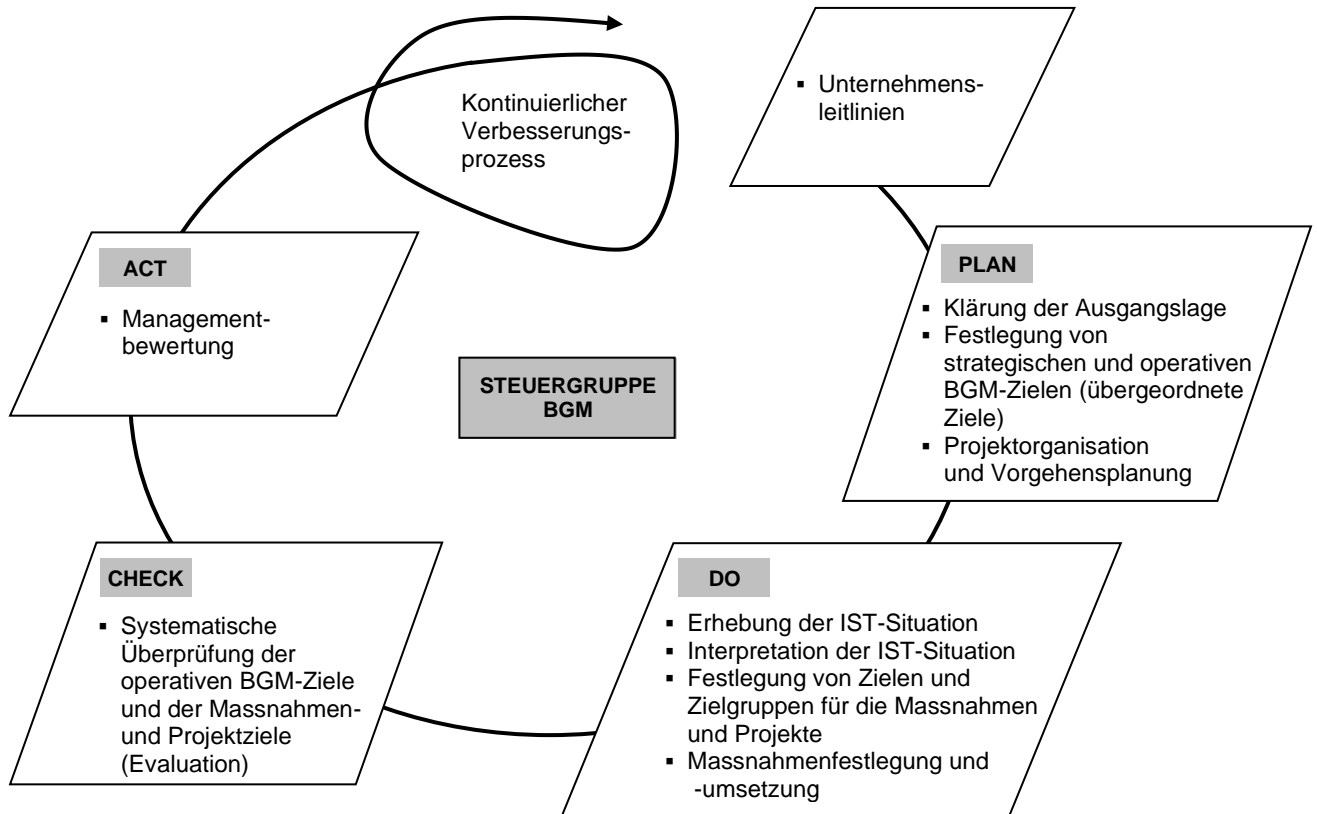 Kontinuierlicher
Verbesserungs-
prozess
▪ Unternehmens-
leitlinien
ACT
▪ Management-
bewertung
PLAN
▪ Klärung der Ausgangslage
▪ Festlegung von
strategischen und operativen
BGM-Zielen (übergeordnete
Ziele)
▪ Projektorganisation
und Vorgehensplanung
STEUERGRUPPE
BGM
CHECK
▪ Systematische
Überprüfung der
operativen BGM-Ziele
und der Massnahmen-
und Projektziele
(Evaluation)
DO
▪ Erhebung der IST-Situation
▪ Interpretation der IST-Situation
▪ Festlegung von Zielen und
Zielgruppen für die Massnahmen
und Projekte
▪ Massnahmenfestlegung und
-umsetzung